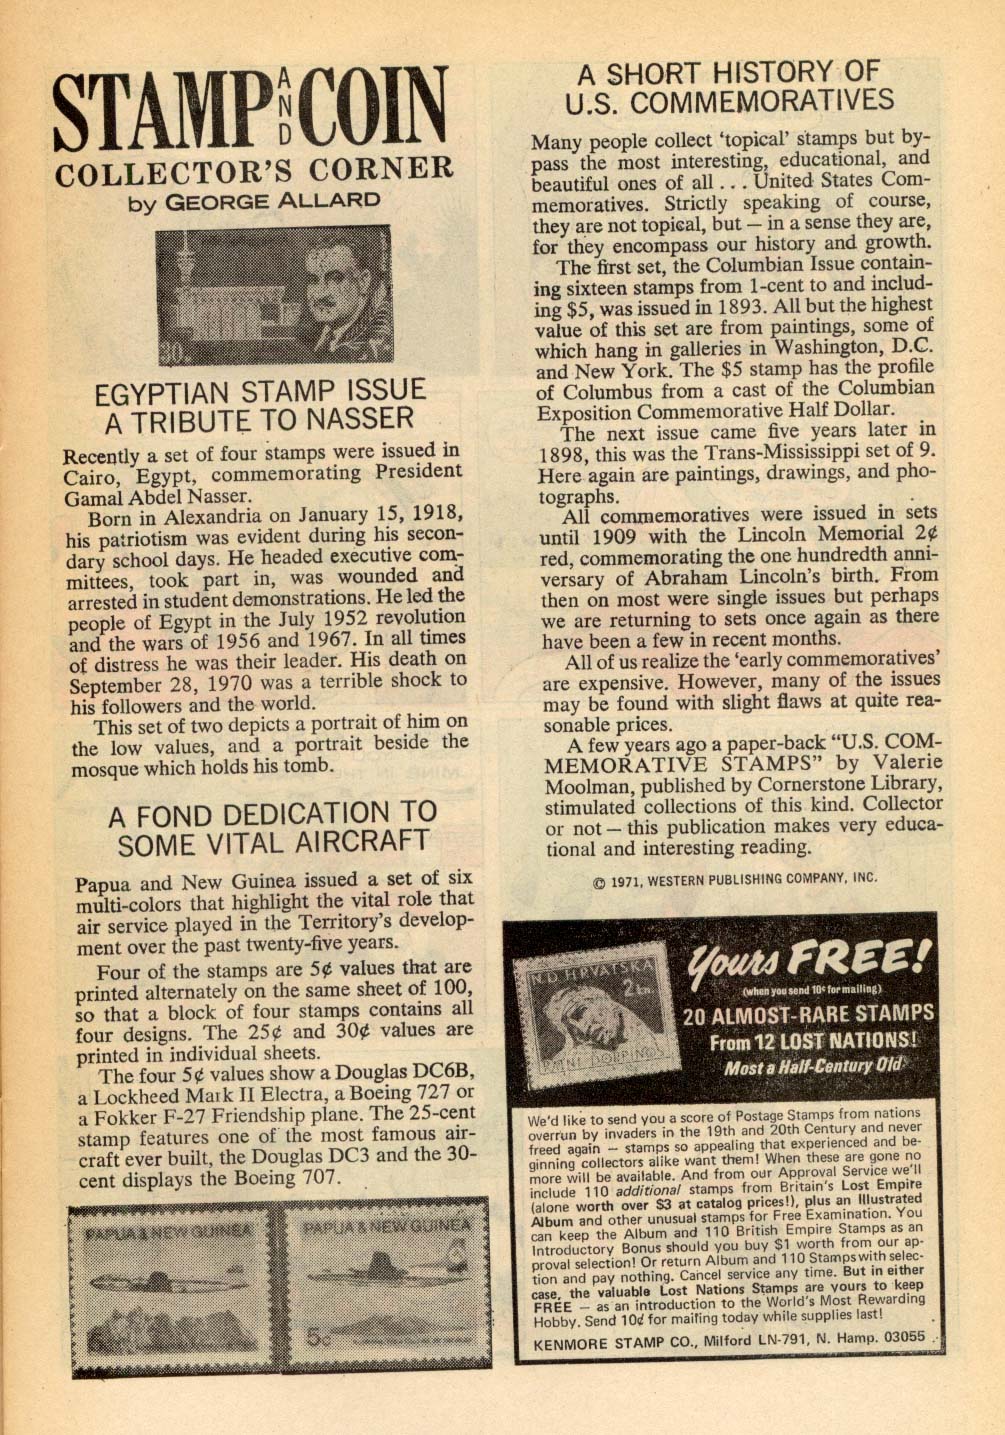 STAMP AND COIN
COLLECTOR'S CORNER
by GEORGE ALLARD
30M
EGYPTIAN STAMP ISSUE
A TRIBUTE TO NASSER
Recently a set of four stamps were issued in
Cairo, Egypt, commemorating President
Gamal Abdel Nasser.
Born in Alexandria on January 15, 1918,
his patriotism was evident during his secon-
dary school days. He headed executive com-
mittees, took part in, was wounded and
arrested in student demonstrations. He led the
people of Egypt in the July 1952 revolution
and the wars of 1956 and 1967. In all times
of distress he was their leader. His death on
September 28, 1970 was a terrible shock to
his followers and the world.
This set of two depicts a portrait of him on
the low values, and a portrait beside the
mosque which holds his tomb.
A FOND DEDICATION TO
SOME VITAL AIRCRAFT
Papua and New Guinea issued a set of six
multi-colors that highlight the vital role that
air service played in the Territory's develop-
ment over the past twenty-five years.
Four of the stamps are 5¢ values that are
printed alternately on the same sheet of 100,
so that a block of four stamps contains all
four designs. The 25¢ and 30¢ values are
printed in individual sheets.
The four 5¢ values show a Douglas DC6B,
a Lockheed Mark II Electra, a Boeing 727 or
a Fokker F-27 Friendship plane. The 25-cent
stamp features one of the most famous air-
craft ever built, the Douglas DC3 and the 30-
cent displays the Boeing 707.
PAPUA & NEW GUINEA
5c
PAPUA & NEW GUINEA
5c
A SHORT HISTORY OF
U.S. COMMEMORATIVES
Many people collect 'topical' stamps but by-
pass the most interesting, educational, and
beautiful ones of all . . . United States Com-
memoratives. Strictly speaking of course,
they are not topical, but — in a sense they are,
for they encompass our history and growth.
The first set, the Columbian Issue contain-
ing sixteen stamps from 1-cent to and includ-
ing $5, was issued in 1893. All but the highest
value of this set are from paintings, some of
which hang in galleries in Washington, D.C.
and New York. The $5 stamp has the profile
of Columbus from a cast of the Columbian
Exposition Commemorative Half Dollar.
The next issue came five years later in
1898, this was the Trans-Mississippi set of 9.
Here again are paintings, drawings, and pho-
tographs.
All commemoratives were issued in sets
until 1909 with the Lincoln Memorial 2¢
red, commemorating the one hundredth anni-
versary of Abraham Lincoln's birth. From
then on most were single issues but perhaps
we are returning to sets once again as there
have been a few in recent months.
All of us realize the 'early commemoratives'
are expensive. However, many of the issues
may be found with slight flaws at quite rea-
sonable prices.
A few years ago a paper-back "U.S. COM-
MEMORATIVE STAMPS" by Valerie
Moolman, published by Cornerstone Library,
stimulated collections of this kind. Collector
or not — this publication makes very educa-
tional and interesting reading.
© 1971, WESTERN PUBLISHING COMPANY, INC.
N.D. HRVATSKA
2 kn.
Yours FREE!
(when you send 10¢ for mailing)
20 ALMOST-RARE STAMPS
From 12 LOST NATIONS!
Most a Half-Century Old
We'd like to send you a score of Postage Stamps from nations
overrun by invaders in the 19th and 20th Century and never
freed again — stamps so appealing that experienced and be-
ginning collectors alike want them! When these are gone no
more will be available. And from our Approval Service we'll
include 110 additional stamps from Britain's Lost Empire
(alone worth over $3 at catalog prices!), plus an Illustrated
Album and other unusual stamps for Free Examination. You
can keep the Album and 110 British Empire Stamps as an
Introductory Bonus should you buy $1 worth from our ap-
proval selection! Or return Album and 110 Stamps with selec-
tion and pay nothing. Cancel service any time. But in either
case, the valuable Lost Nations Stamps are yours to keep
FREE — as an introduction to the World's Most Rewarding
Hobby. Send 10¢ for mailing today while supplies last!
KENMORE STAMP CO., Milford LN-791, N. Hamp. 03055